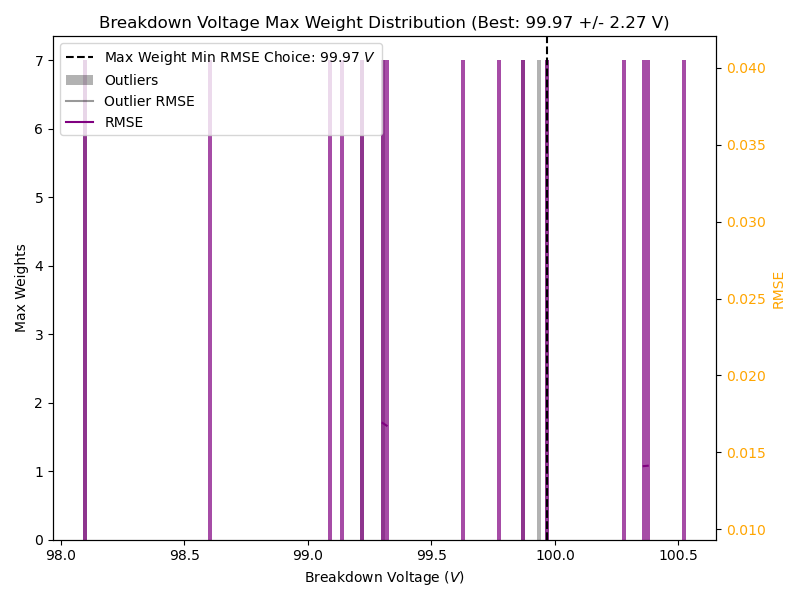 Breakdown Voltage Max Weight Distribution (Best: 99.97 +/- 2.27 V)
Max Weight Min RMSE Choice: 99.97 V
Outliers
Outlier RMSE
RMSE
7
6
5
4
3
2
1
0
Max Weights
0.040
0.035
0.030
0.025
0.020
0.015
0.010
RMSE
98.0 98.5 99.0 99.5 100.0 100.5
Breakdown Voltage (V)